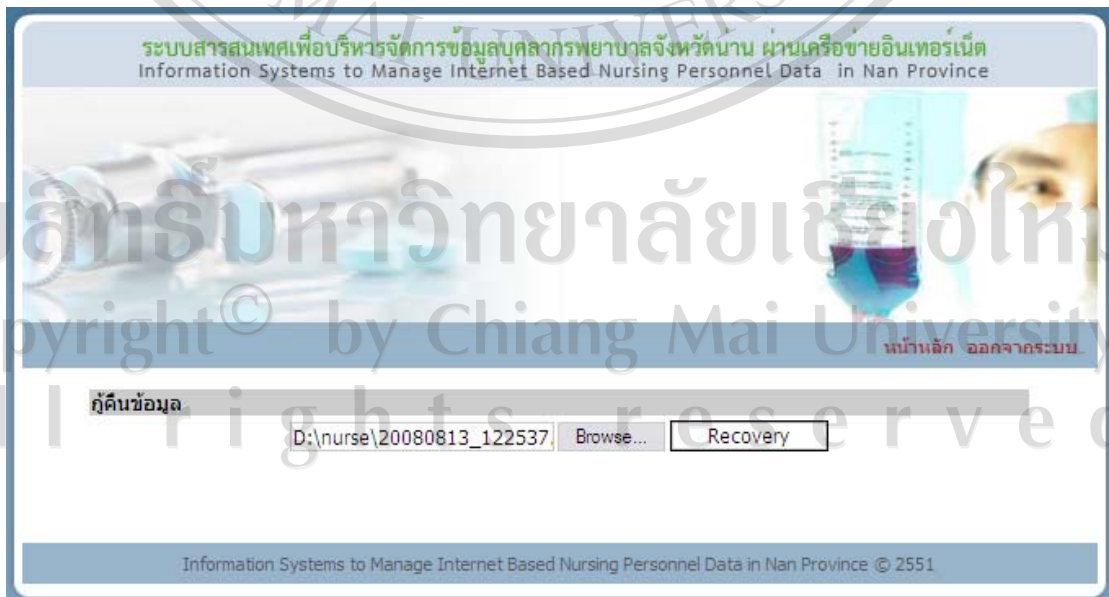 MAI UNIVERS
ระบบสารสนเทศเพื่อบริหารจัดการข้อมูลบุคลากรพยาบาลจังหวัดน่าน ผ่านเครือข่ายอินเทอร์เน็ต
Information Systems to Manage Internet Based Nursing Personnel Data in Nan Province
ลิขสิทธิ์มหาวิทยาลัยเชียงใหม่
pyright© by Chiang Mai University
หน้าหลัก ออกจากระบบ
l rights reserved
กู้คืนข้อมูล
D:\nurse\20080813_122537. Browse... Recovery
Information Systems to Manage Internet Based Nursing Personnel Data in Nan Province © 2551